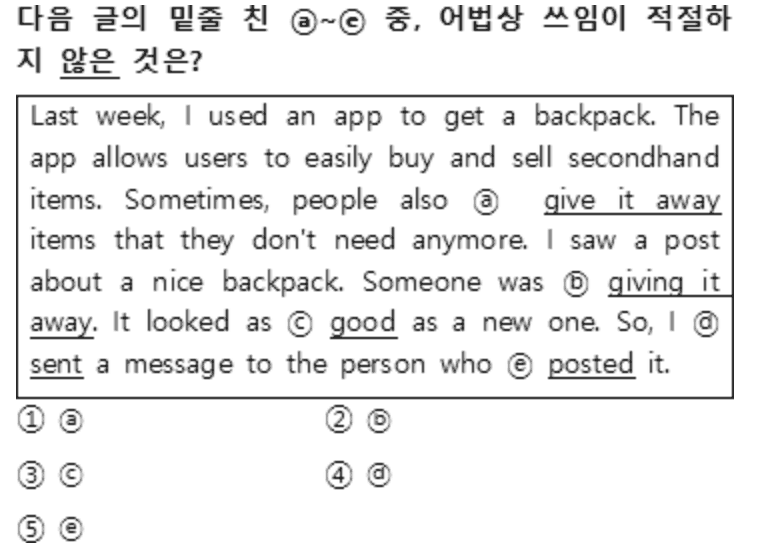 다음 글의 밑줄 친 ⓐ~ⓔ 중, 어법상 쓰임이 적절하
지 않은 것은?
Last week, I used an app to get a backpack. The
app allows users to easily buy and sell secondhand
items. Sometimes, people also ⓐ give it away
items that they don't need anymore. I saw a post
about a nice backpack. Someone was ⓑ giving it
away. It looked as ⓒ good as a new one. So, I ⓓ
sent a message to the person who ⓔ posted it.
① ⓐ ② ⓑ
③ ⓒ ④ ⓓ
⑤ ⓔ